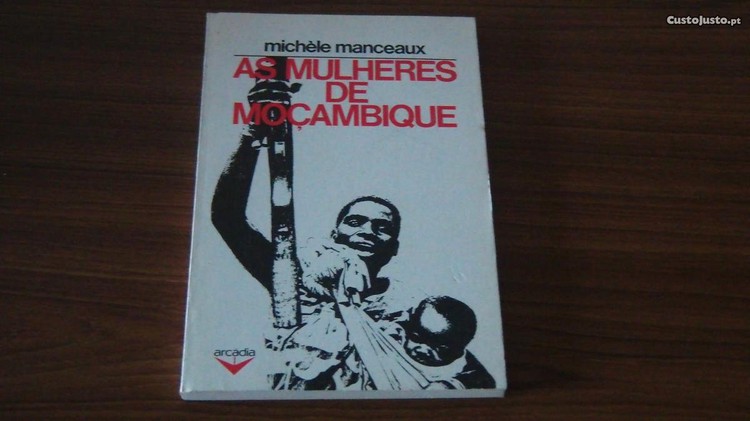 CustoJusto.pt
michèle manceaux
AS MULHERES
DE
MOÇAMBIQUE
arcádia